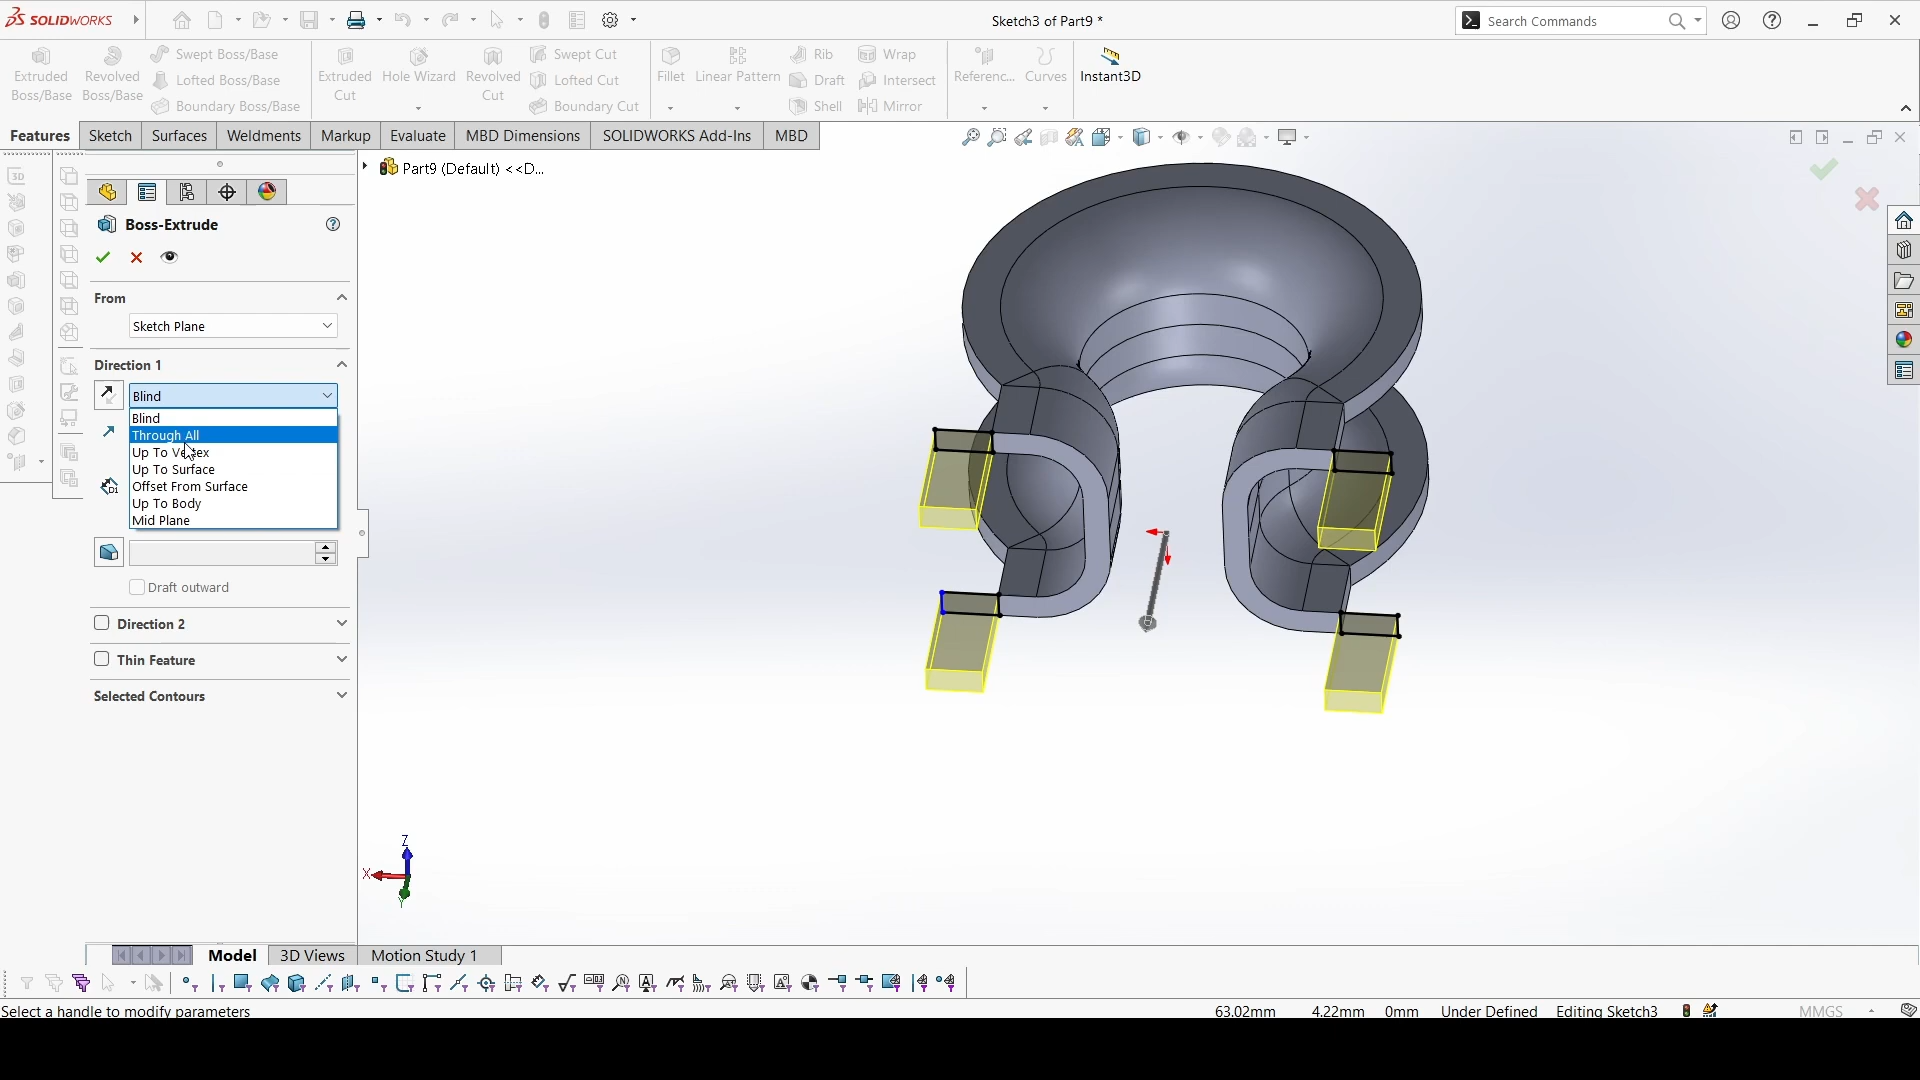 SOLIDWORKS
Sketch3 of Part9 *
Search Commands
Extruded Boss/Base
Revolved Boss/Base
Swept Boss/Base
Lofted Boss/Base
Boundary Boss/Base
Extruded Cut
Hole Wizard
Revolved Cut
Swept Cut
Lofted Cut
Boundary Cut
Fillet
Linear Pattern
Rib
Draft
Shell
Wrap
Intersect
Mirror
Referenc...
Curves
Instant3D
Features
Sketch
Surfaces
Weldments
Markup
Evaluate
MBD Dimensions
SOLIDWORKS Add-Ins
MBD
Part9 (Default) <<D...
3D
Boss-Extrude
From
Sketch Plane
Direction 1
Blind
Blind
Through All
Up To Vertex
Up To Surface
Offset From Surface
Up To Body
Mid Plane
D1
Draft outward
Direction 2
Thin Feature
Selected Contours
Z
X
Y
Model
3D Views
Motion Study 1
Select a handle to modify parameters
63.02mm
4.22mm
0mm
Under Defined
Editing Sketch3
MMGS